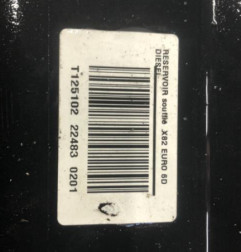 RESERVOIR soufflé X82 EURO 6D
DIESEL
T125102 22483 0201